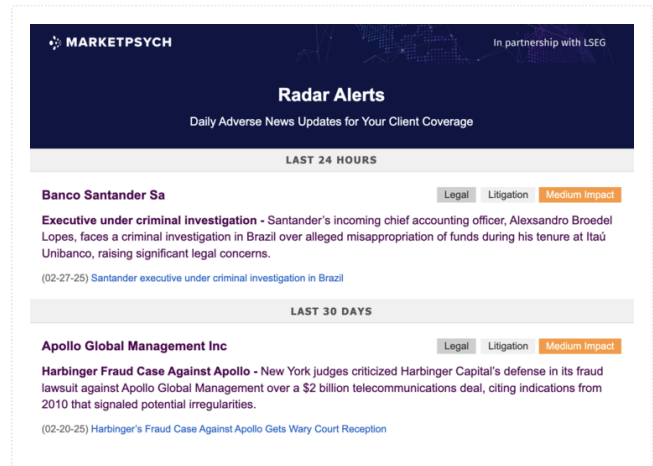 MARKETPSYCH
In partnership with LSEG
Radar Alerts
Daily Adverse News Updates for Your Client Coverage
LAST 24 HOURS
Banco Santander Sa
Legal Litigation Medium Impact
Executive under criminal investigation - Santander's incoming chief accounting officer, Alexsandro Broedel
Lopes, faces a criminal investigation in Brazil over alleged misappropriation of funds during his tenure at Itaú
Unibanco, raising significant legal concerns.
(02-27-25) Santander executive under criminal investigation in Brazil
LAST 30 DAYS
Apollo Global Management Inc
Legal Litigation Medium Impact
Harbinger Fraud Case Against Apollo - New York judges criticized Harbinger Capital's defense in its fraud
lawsuit against Apollo Global Management over a $2 billion telecommunications deal, citing indications from
2010 that signaled potential irregularities.
(02-20-25) Harbinger's Fraud Case Against Apollo Gets Wary Court Reception